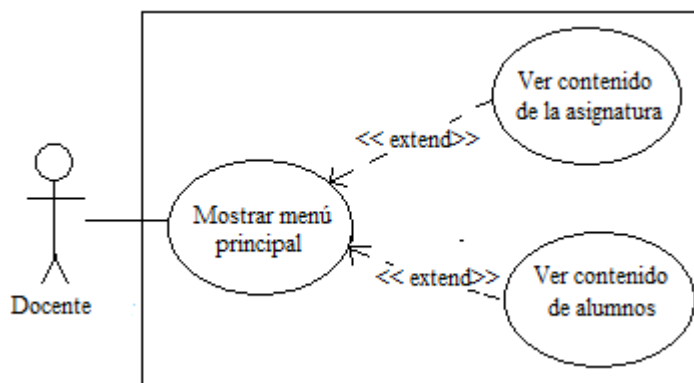 Ver contenido
de la asignatura
<< extend>>
Mostrar menú
principal
<< extend>>
Ver contenido
de alumnos
Docente